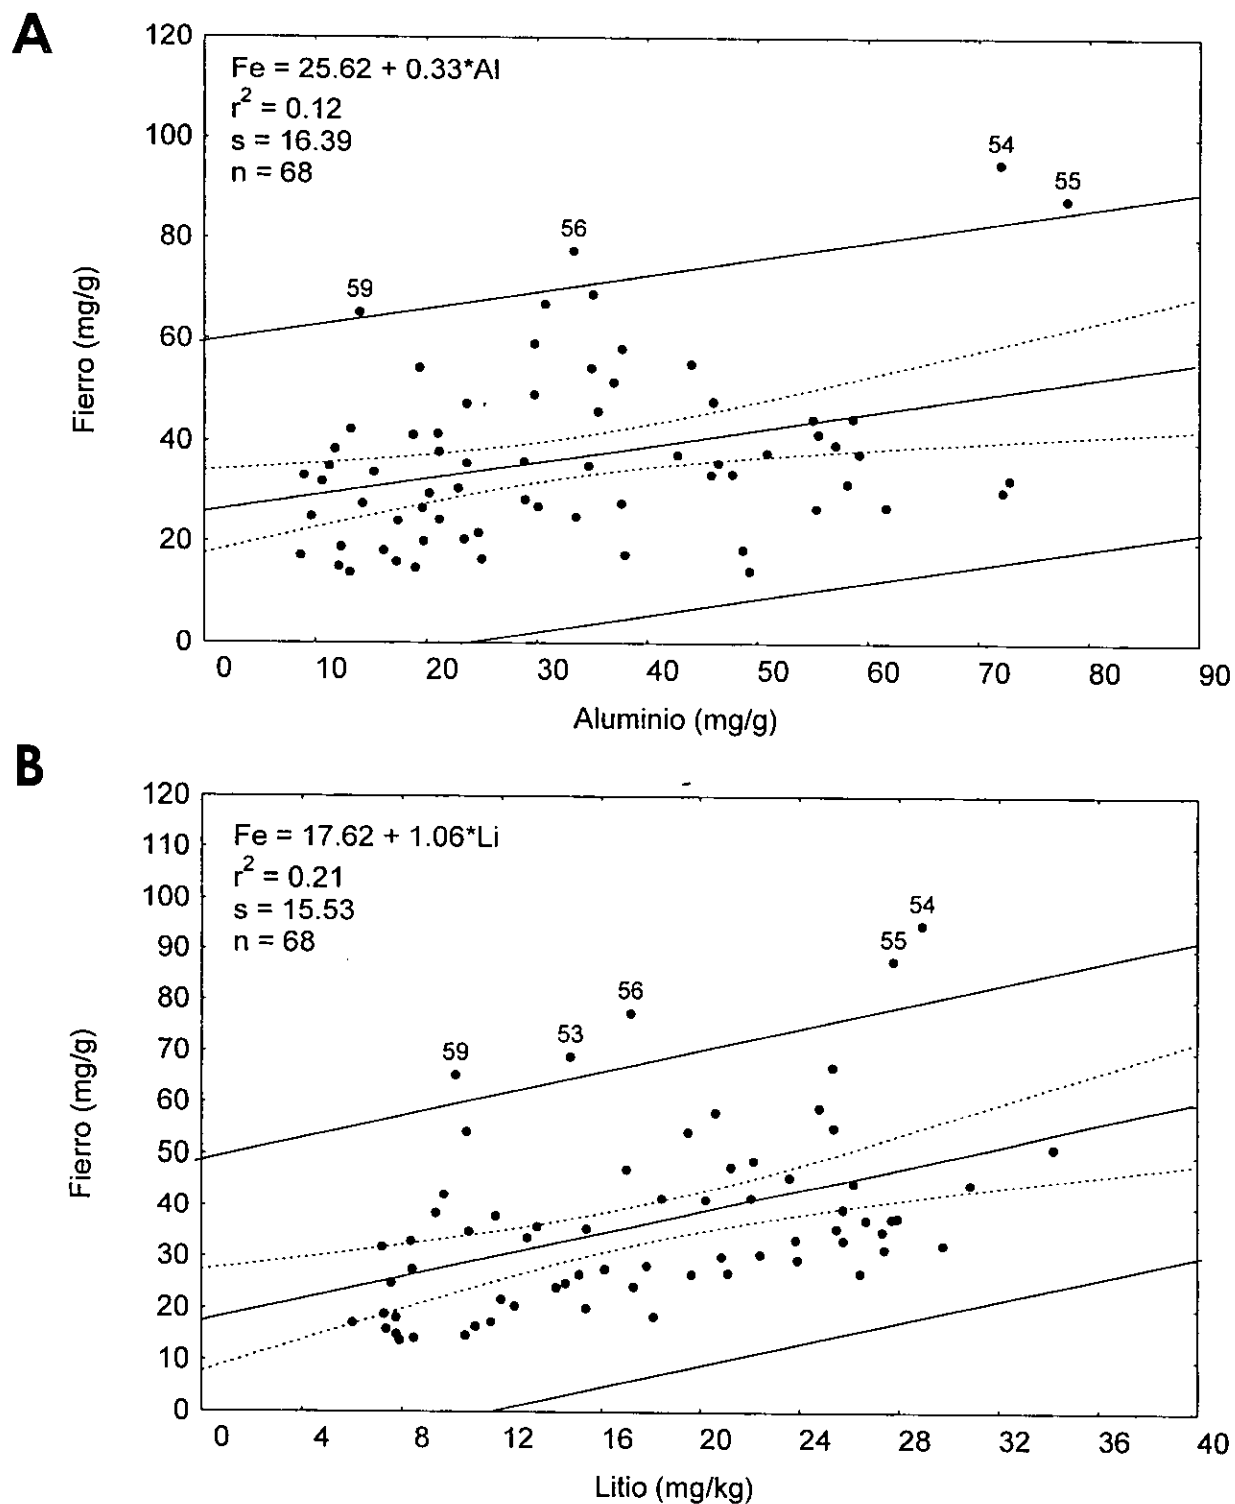 A
Fe = 25.62 + 0.33*Al
r² = 0.12
s = 16.39
n = 68
120
100
80
60
40
20
0
Fierro (mg/g)
54
55
56
59
0 10 20 30 40 50 60 70 80 90
Aluminio (mg/g)
B
Fe = 17.62 + 1.06*Li
r² = 0.21
s = 15.53
n = 68
120
110
100
90
80
70
60
50
40
30
20
10
0
Fierro (mg/g)
54
55
56
53
59
0 4 8 12 16 20 24 28 32 36 40
Litio (mg/kg)